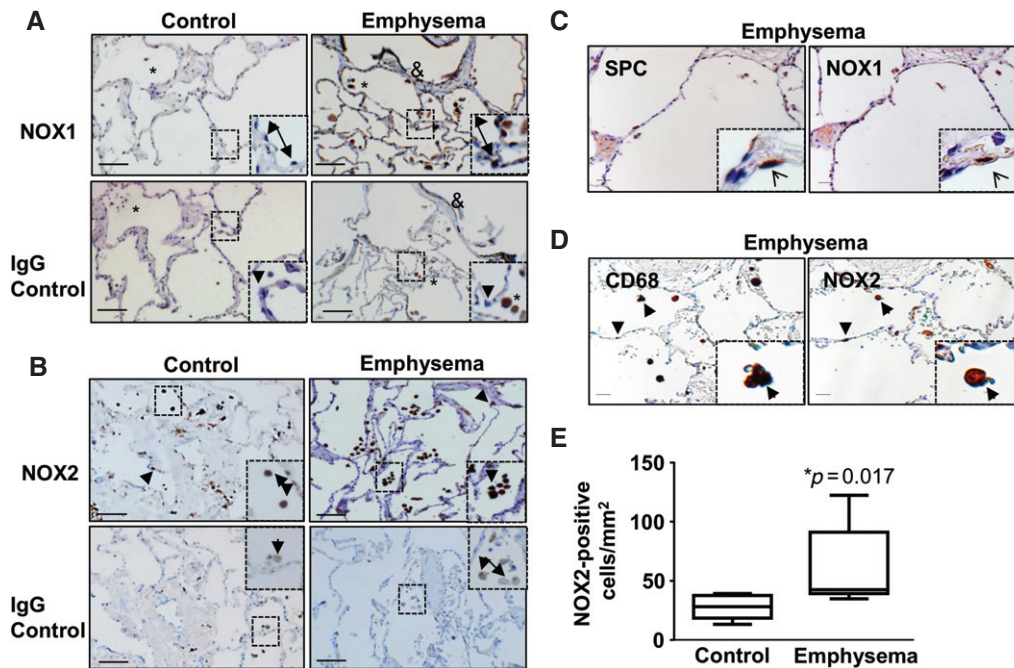 A
Control
Emphysema
NOX1
*
*
&
IgG
Control
*
&
*
*
B
Control
Emphysema
NOX2
IgG
Control
C
Emphysema
SPC
NOX1
D
Emphysema
CD68
NOX2
E
NOX2-positive
cells/mm²
150
100
50
0
*p=0.017
Control
Emphysema